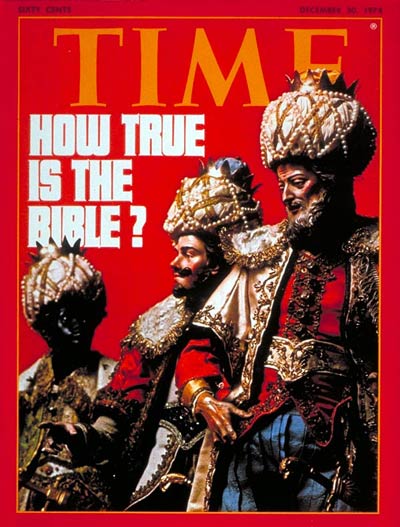 SIXTY CENTS
DECEMBER 30, 1974
®
TIME
HOW TRUE
IS THE
BIBLE?